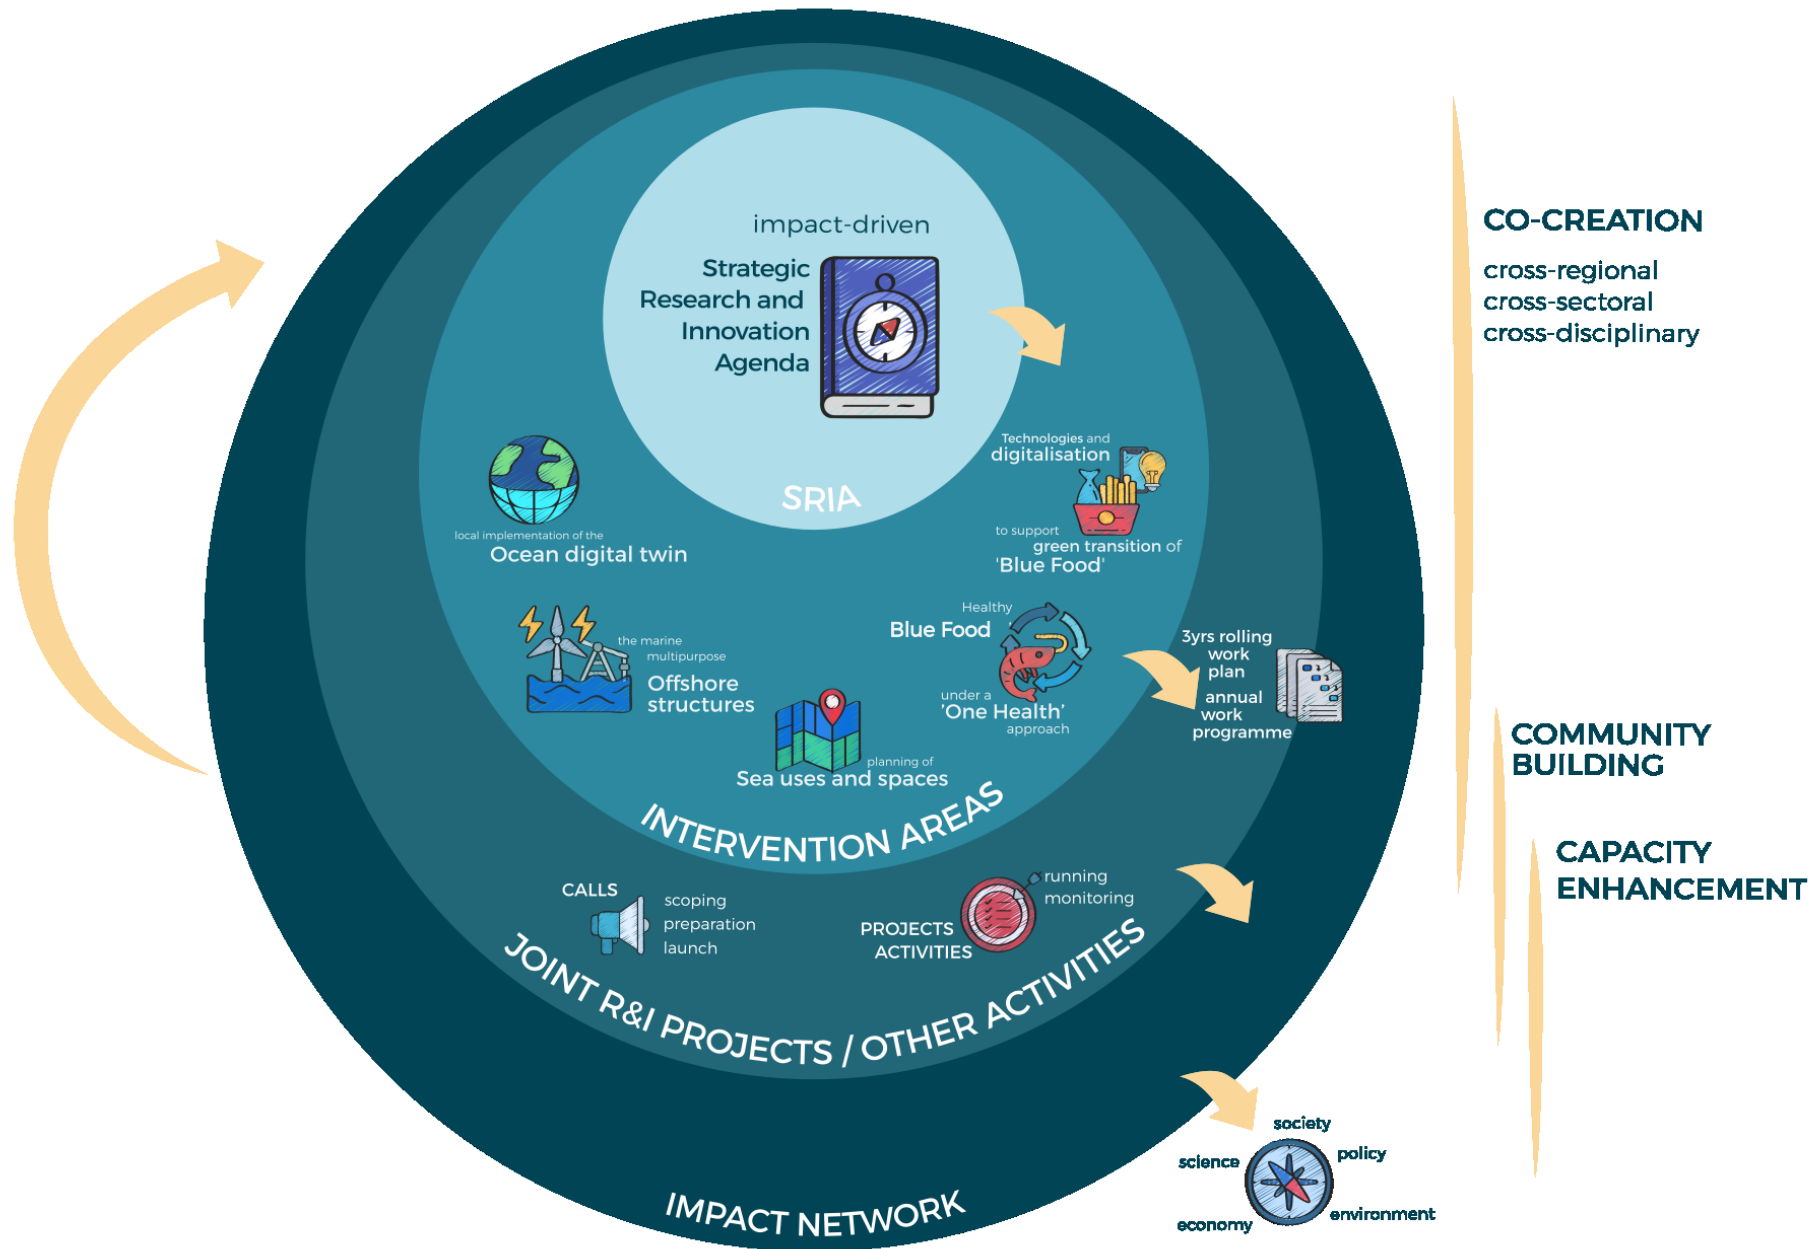 impact-driven
Strategic
Research and
Innovation
Agenda
SRIA
local implementation of the
Ocean digital twin
Technologies and
digitalisation
to support
green transition of
'Blue Food'
the marine
multipurpose
Offshore
structures
Healthy
Blue Food
under a
'One Health'
approach
planning of
Sea uses and spaces
INTERVENTION AREAS
3yrs rolling
work
plan
annual
work
programme
CALLS
scoping
preparation
launch
PROJECTS
ACTIVITIES
running
monitoring
JOINT R&I PROJECTS / OTHER ACTIVITIES
IMPACT NETWORK
society
science
policy
economy
environment
CO-CREATION
cross-regional
cross-sectoral
cross-disciplinary
COMMUNITY
BUILDING
CAPACITY
ENHANCEMENT